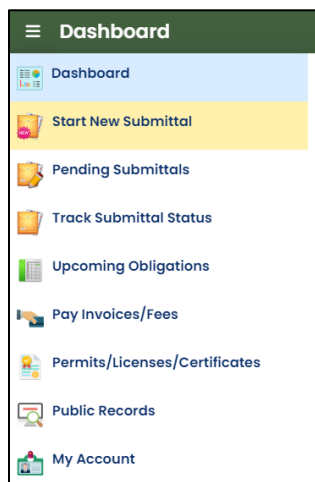 Dashboard
Dashboard
Start New Submittal
NEW
Pending Submittals
Track Submittal Status
Upcoming Obligations
Pay Invoices/Fees
Permits/Licenses/Certificates
Public Records
My Account